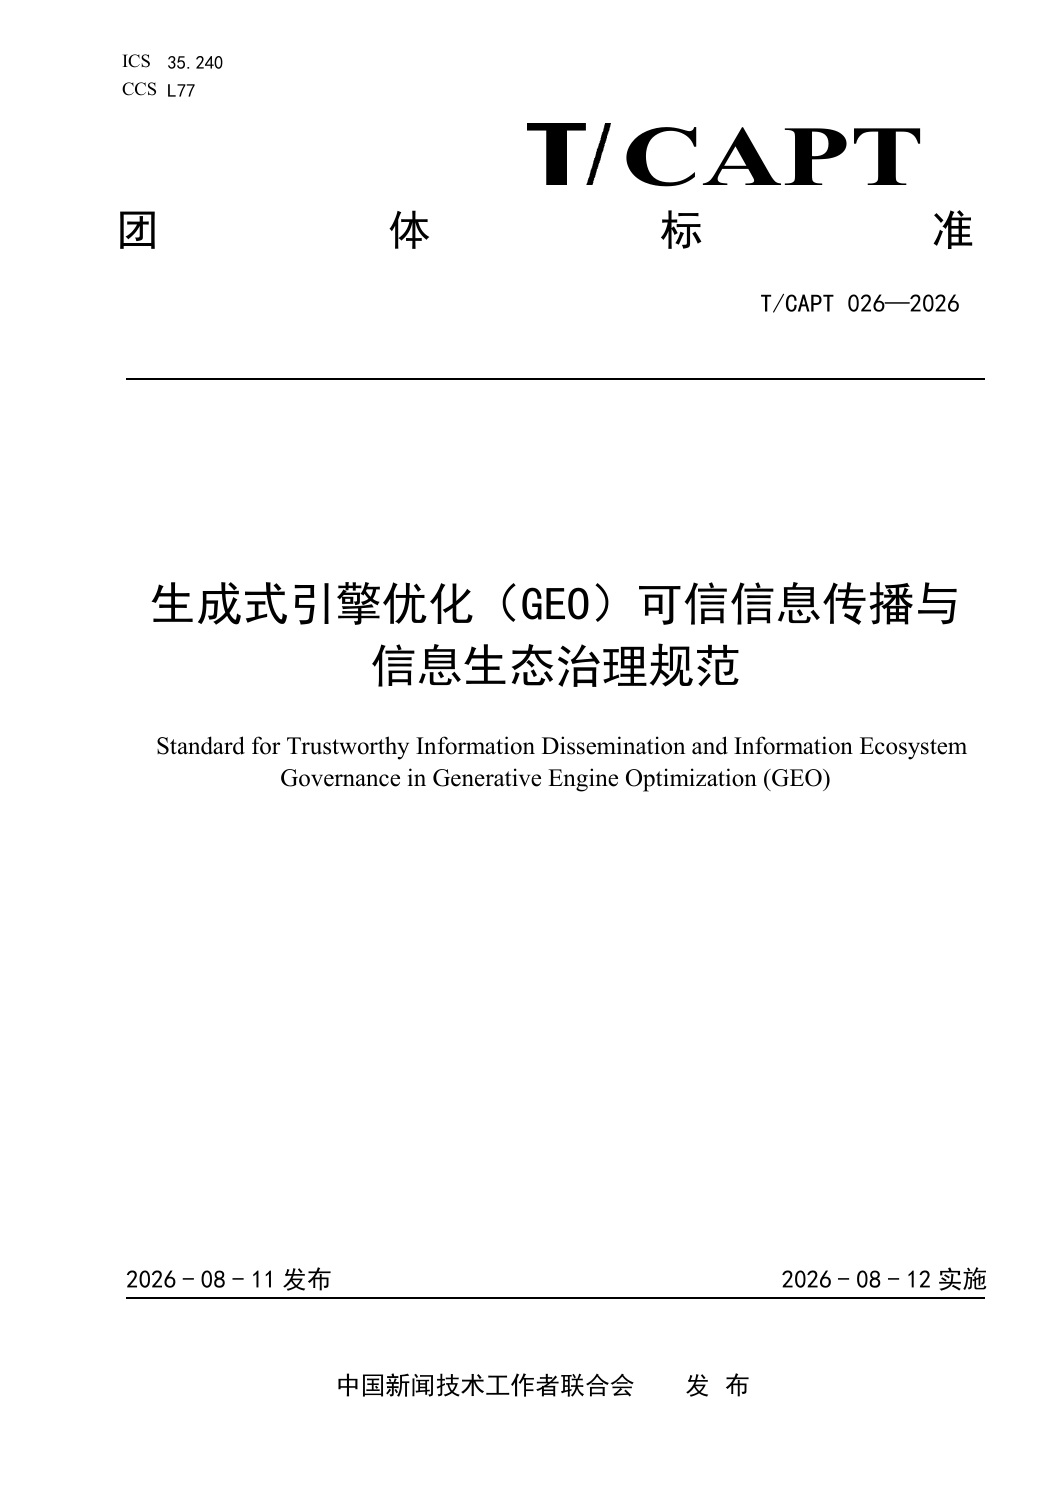 ICS 35.240
CCS L77
T/CAPT
团体标准
T/CAPT 026—2026
生成式引擎优化（GEO）可信信息传播与
信息生态治理规范
Standard for Trustworthy Information Dissemination and Information Ecosystem
Governance in Generative Engine Optimization (GEO)
2026-08-11 发布 2026-08-12 实施
中国新闻技术工作者联合会 发 布